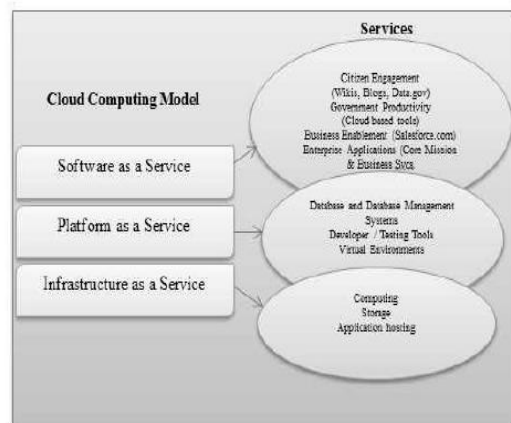 Services
Cloud Computing Model
Citizen Engagement
(Wikis, Blogs, Data.gov)
Government Productivity
(Cloud based tools)
Business Enablement (Salesforce.com)
Enterprise Applications (Core Mission
& Business Svcs
Software as a Service
Database and Database Management
Systems
Developer / Testing Tools
Virtual Environments
Platform as a Service
Infrastructure as a Service
Computing
Storage
Application hosting